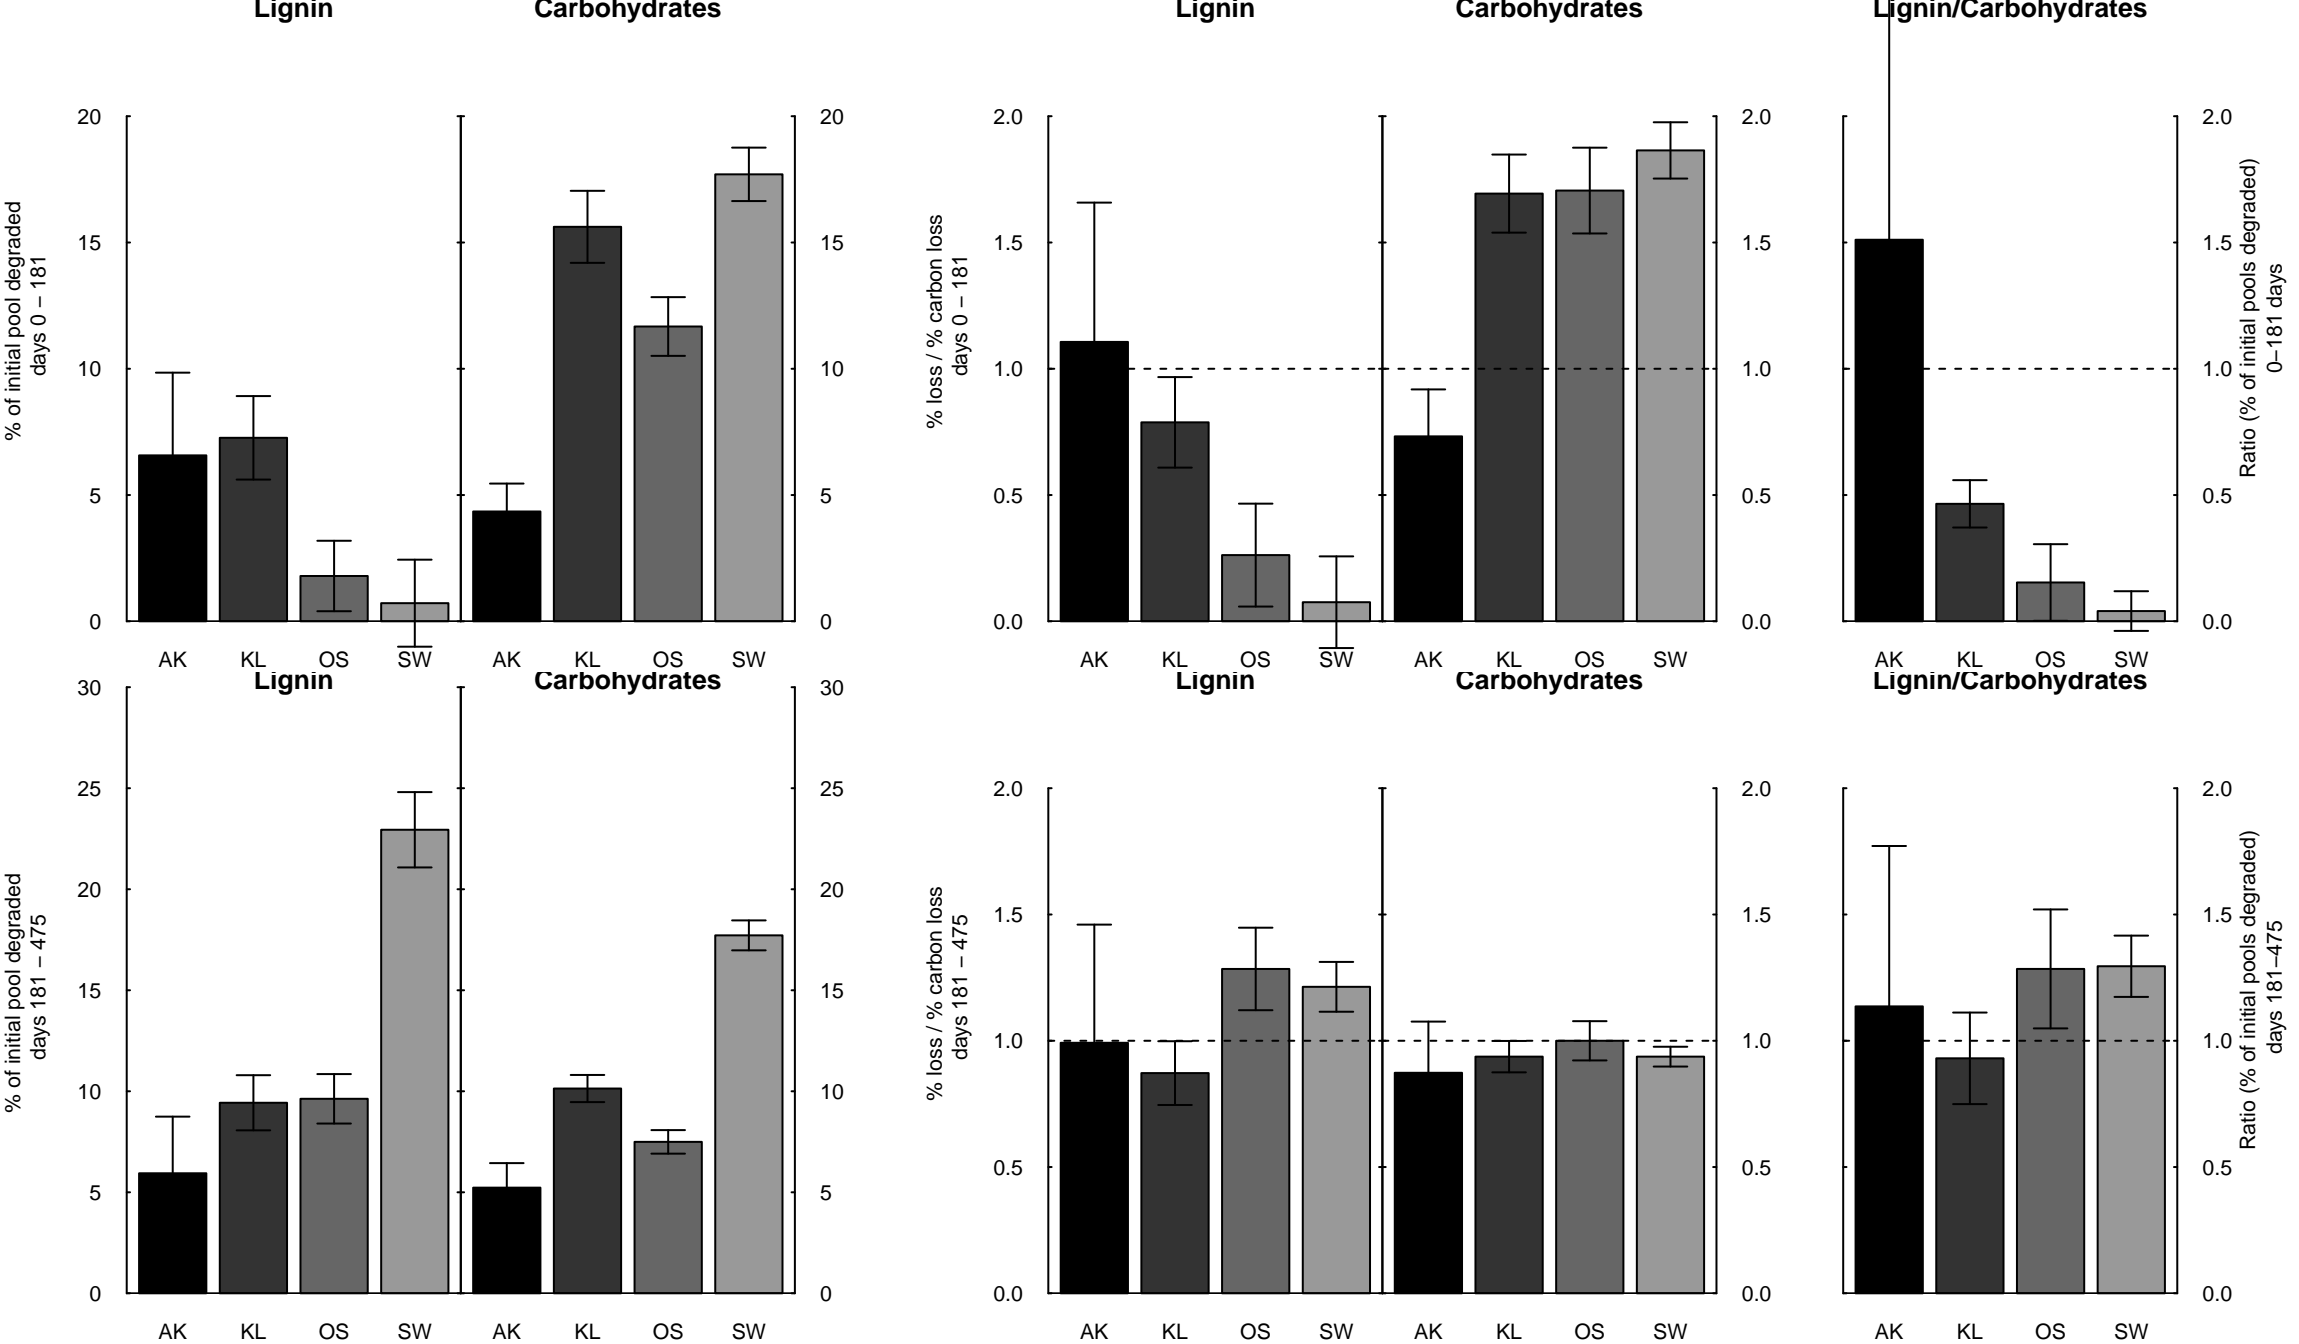 Lignin Carbohydrates Lignin Carbohydrates Lignin/Carbohydrates
% of initial pool degraded
days 0 – 181
20 20
15 15
10 10
5 5
0 0
AK KL OS SW AK KL OS SW
% loss / % carbon loss
days 0 – 181
2.0 2.0
1.5 1.5
1.0 1.0
0.5 0.5
0.0 0.0
AK KL OS SW AK KL OS SW
2.0
1.5
1.0
0.5
0.0
Ratio (% of initial pools degraded)
0–181 days
AK KL OS SW
Lignin Carbohydrates Lignin Carbohydrates Lignin/Carbohydrates
% of initial pool degraded
days 181 – 475
30 30
25 25
20 20
15 15
10 10
5 5
0 0
AK KL OS SW AK KL OS SW
% loss / % carbon loss
days 181 – 475
2.0 2.0
1.5 1.5
1.0 1.0
0.5 0.5
0.0 0.0
AK KL OS SW AK KL OS SW
2.0
1.5
1.0
0.5
0.0
Ratio (% of initial pools degraded)
days 181–475
AK KL OS SW